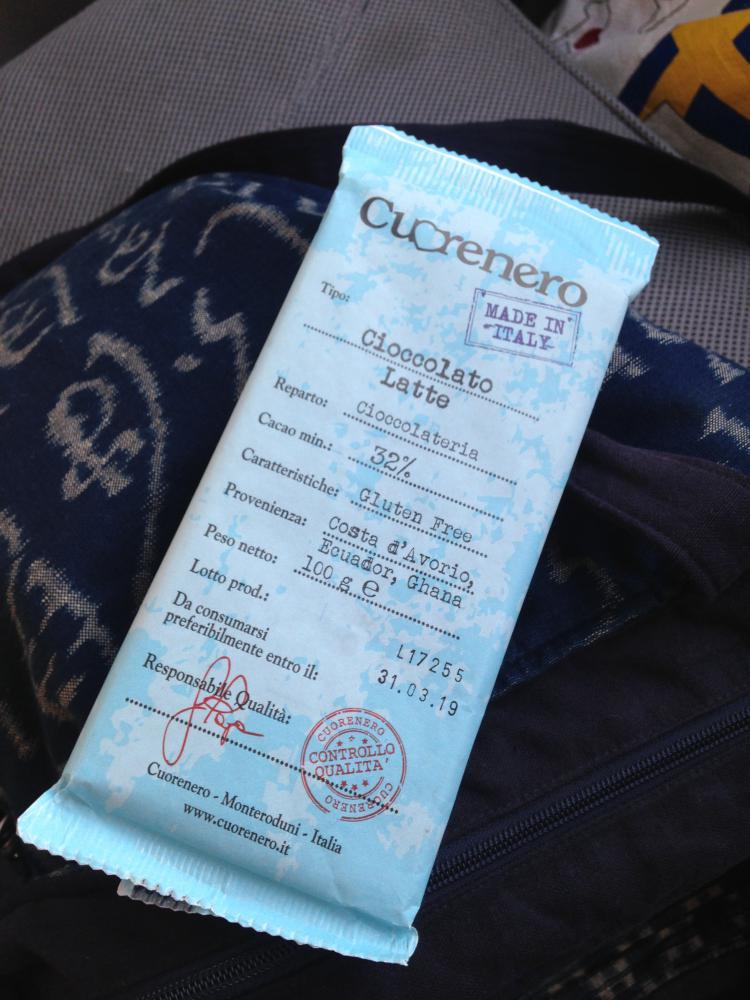 Cuorenero
MADE IN
ITALY
Tipo:
Cioccolato
Latte
Reparto: Cioccolateria
Cacao min.: 32%
Caratteristiche: Gluten Free
Provenienza: Costa d'Avorio,
Ecuador, Ghana
Peso netto: 100 g e
Lotto prod.: L17255
Da consumarsi
preferibilmente entro il: 31.03.19
Responsabile Qualità:
CUORENERO
CONTROLLO
QUALITA'
CUORENERO
Cuorenero - Monteroduni - Italia
www.cuorenero.it